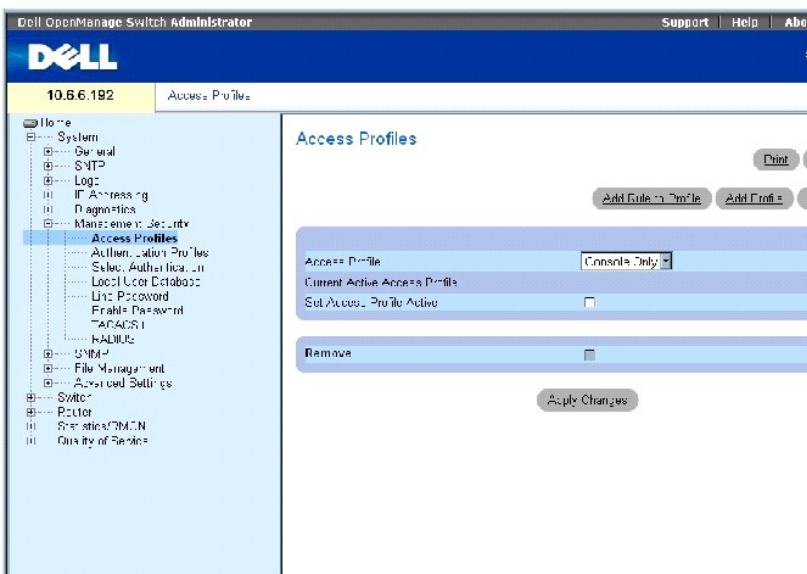 Dell OpenManage Switch Administrator
Support | Help | Abo
DELL
10.6.6.192
Access Profiles
Home
System
General
SNTP
Logs
IP Addressing
Diagnostics
Management Security
Access Profiles
Authentication Profiles
Select Authentication
Local User Database
Line Password
Enable Password
TACACS+
RADIUS
SNMP
File Management
Advanced Settings
Switch
Router
Statistics/RMON
Quality of Service
Access Profiles
Print
Add Rule to Profile
Add Profile
Access Profile
Console Only
Current Active Access Profile
Set Access Profile Active
Remove
Apply Changes